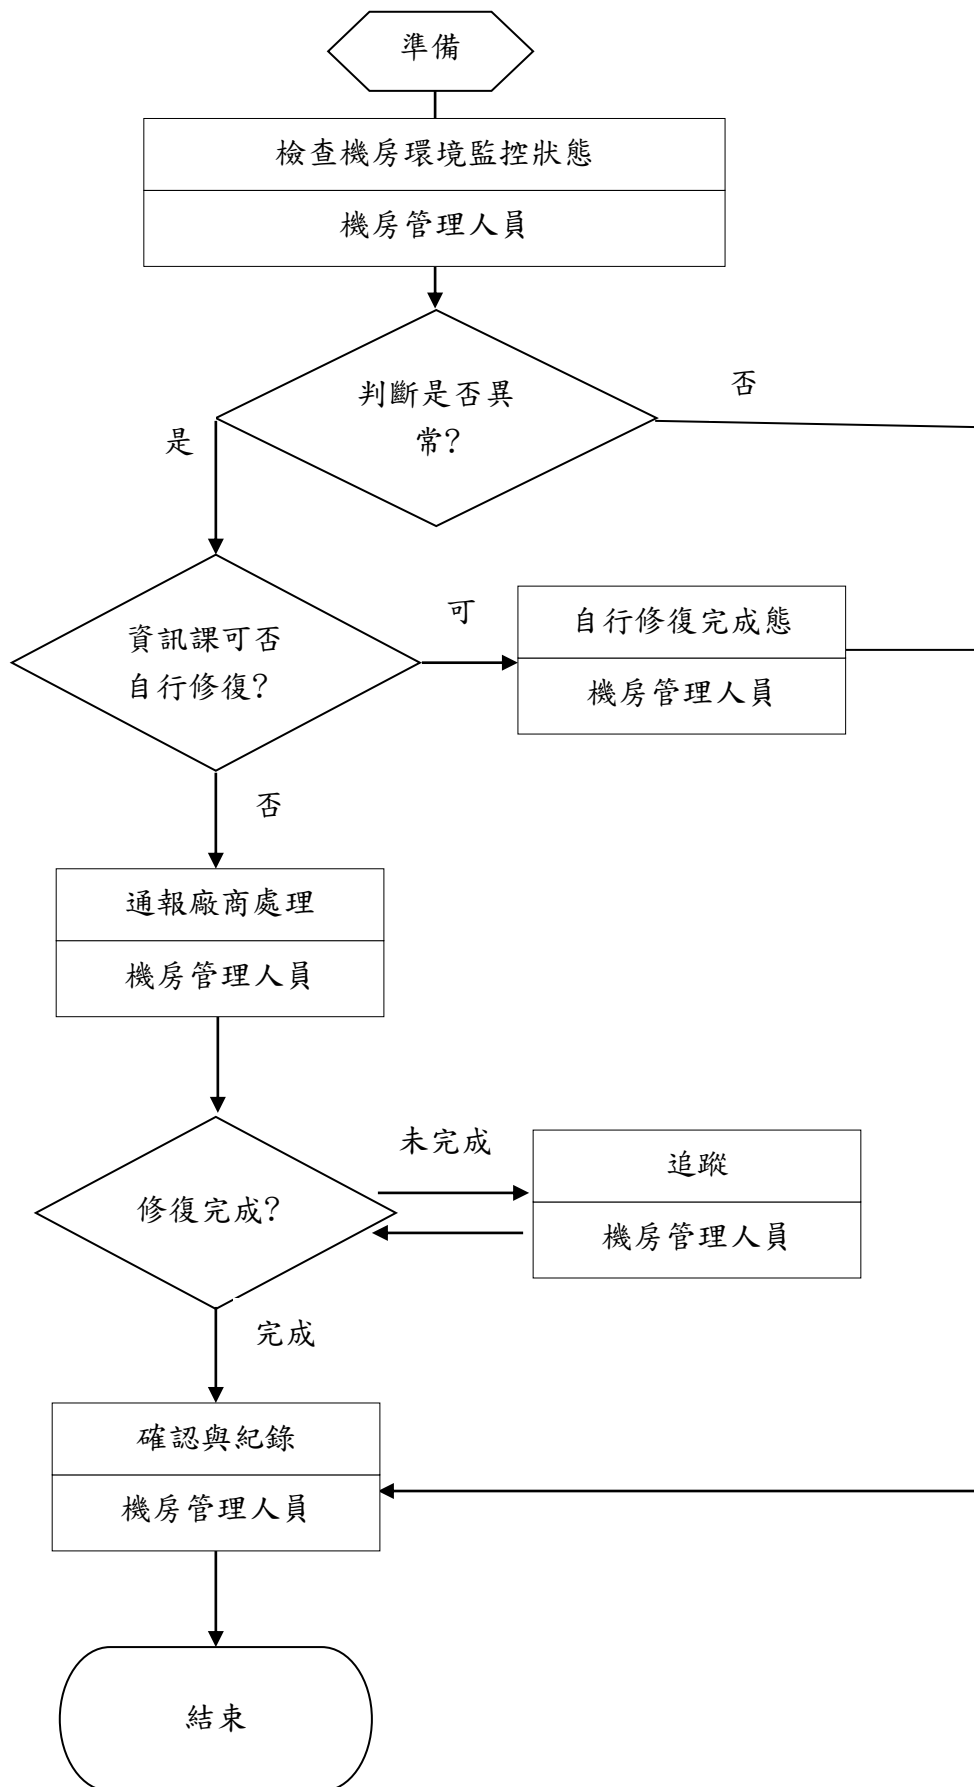 準備
檢查機房環境監控狀態
機房管理人員
判斷是否異
常?
否
是
資訊課可否
自行修復?
可
自行修復完成態
機房管理人員
否
通報廠商處理
機房管理人員
修復完成?
未完成
追蹤
機房管理人員
完成
確認與紀錄
機房管理人員
結束